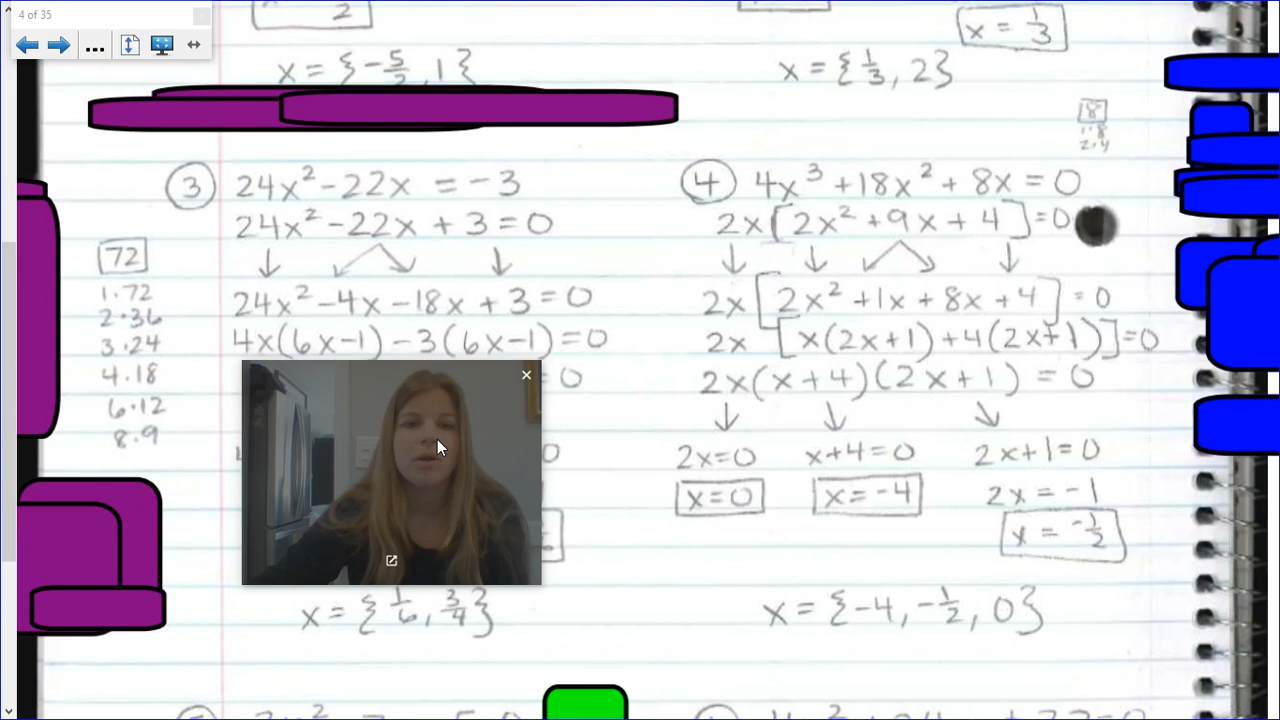 4 of 35
2
x = 1/3
x = {-5/2, 1}
x = {1/3, 2}
8
1·8
2·4
3
24x² - 22x = -3
24x² - 22x + 3 = 0
72
1·72
2·36
3·24
4·18
6·12
8·9
24x² - 4x - 18x + 3 = 0
4x(6x-1) - 3(6x-1) = 0
= 0
0
x = {1/6, 3/4}
4
4x³ + 18x² + 8x = 0
2x[2x² + 9x + 4] = 0
2x[2x² + 1x + 8x + 4] = 0
2x[x(2x+1) + 4(2x+1)] = 0
2x(x+4)(2x+1) = 0
2x=0 x+4=0 2x+1=0
x=0 x=-4 2x = -1
x = -1/2
x = {-4, -1/2, 0}